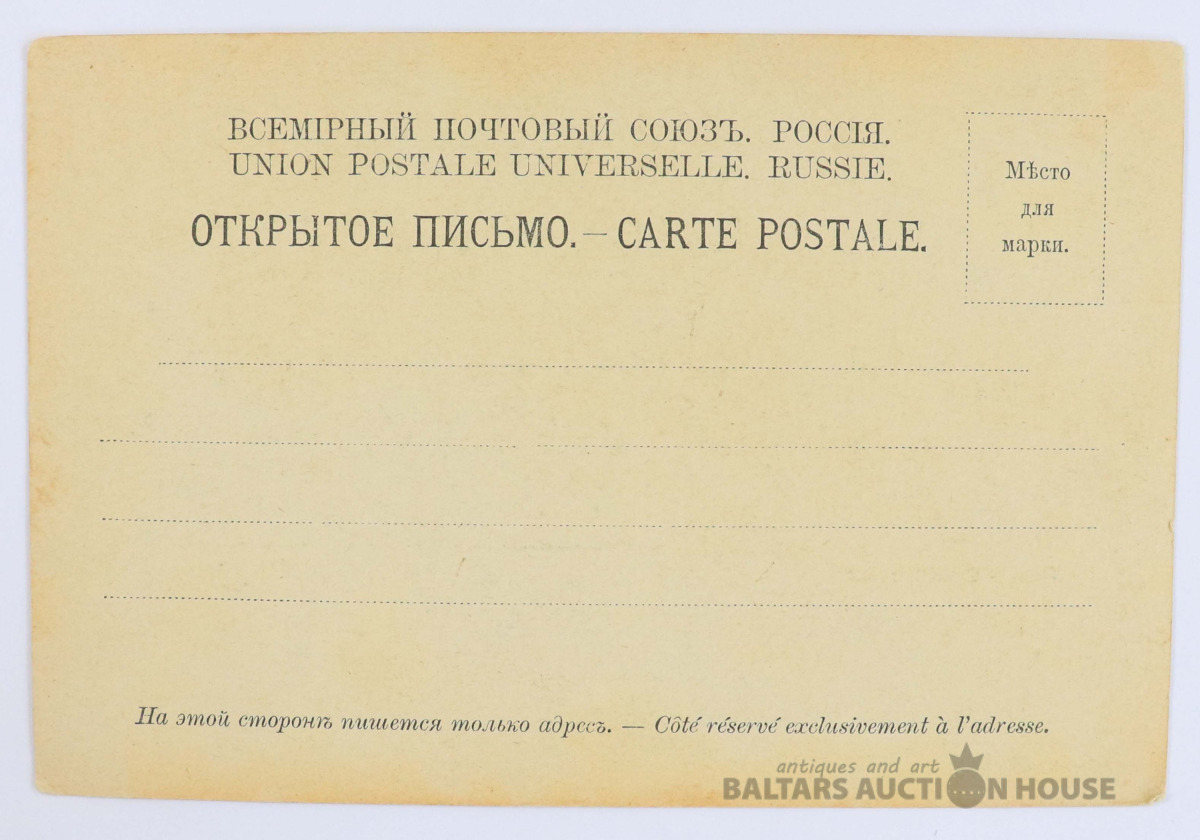 ВСЕМІРНЫЙ ПОЧТОВЫЙ СОЮЗЪ. РОССІЯ.
UNION POSTALE UNIVERSELLE. RUSSIE.
ОТКРЫТОЕ ПИСЬМО. — CARTE POSTALE.
Мѣсто
для
марки.
На этой сторонѣ пишется только адресъ. — Côté réservé exclusivement à l'adresse.
antiques and art
BALTARS AUCTION HOUSE